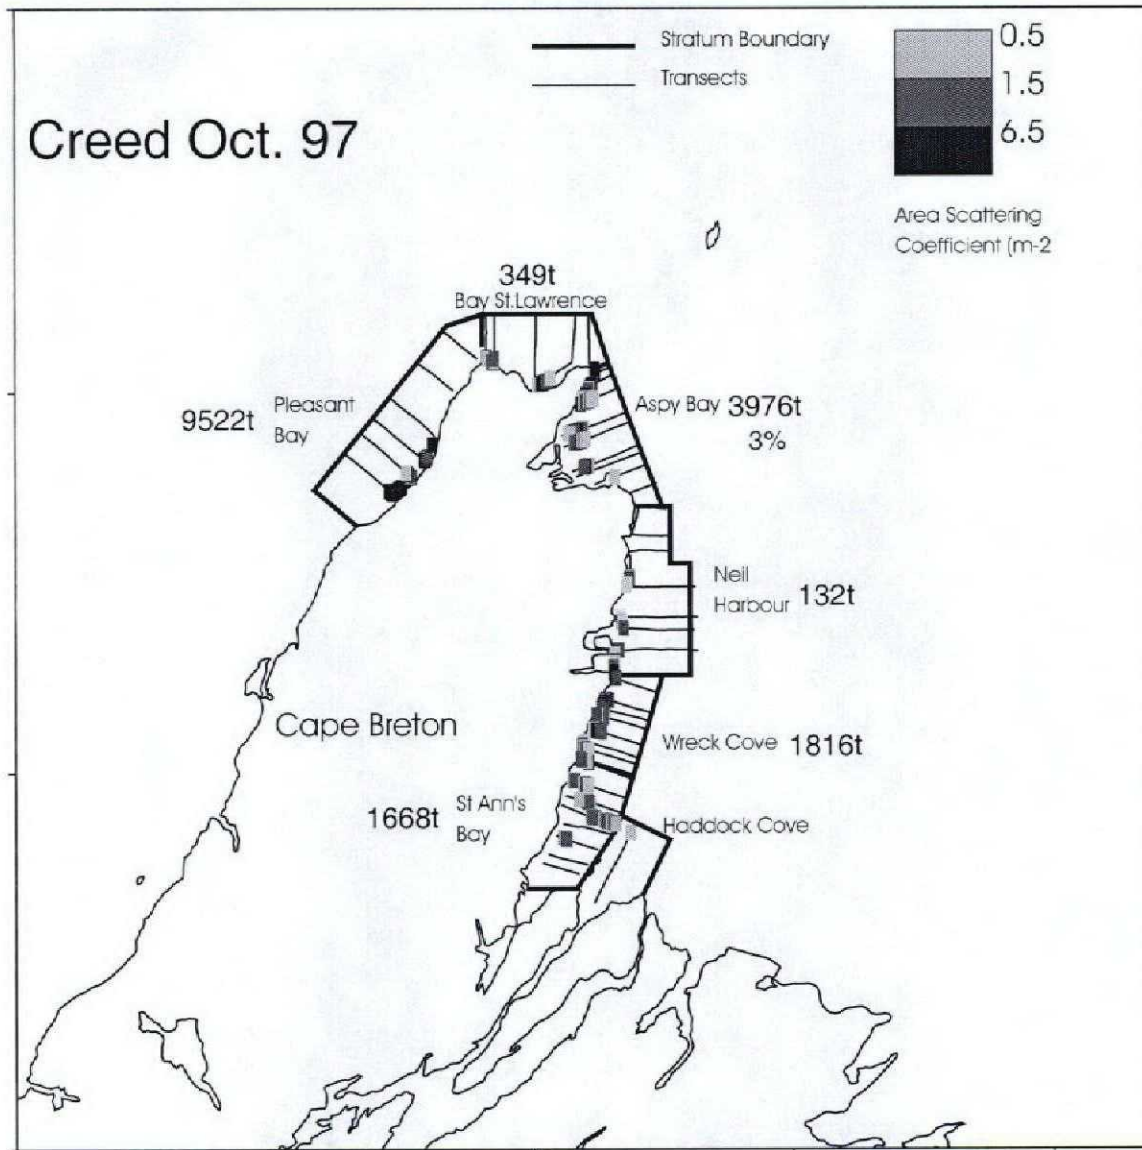 Stratum Boundary
Transects
0.5
1.5
6.5
Area Scattering
Coefficient (m-2
Creed Oct. 97
349t
Bay St.Lawrence
9522t
Pleasant
Bay
Aspy Bay 3976t
3%
Neil
Harbour 132t
Cape Breton
Wreck Cove 1816t
1668t
St Ann's
Bay
Haddock Cove